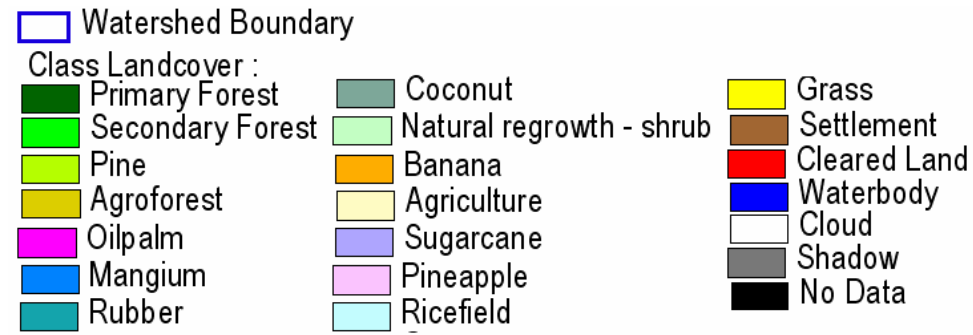 Watershed Boundary
Class Landcover :
Primary Forest
Secondary Forest
Pine
Agroforest
Oilpalm
Mangium
Rubber
Coconut
Natural regrowth - shrub
Banana
Agriculture
Sugarcane
Pineapple
Ricefield
Grass
Settlement
Cleared Land
Waterbody
Cloud
Shadow
No Data